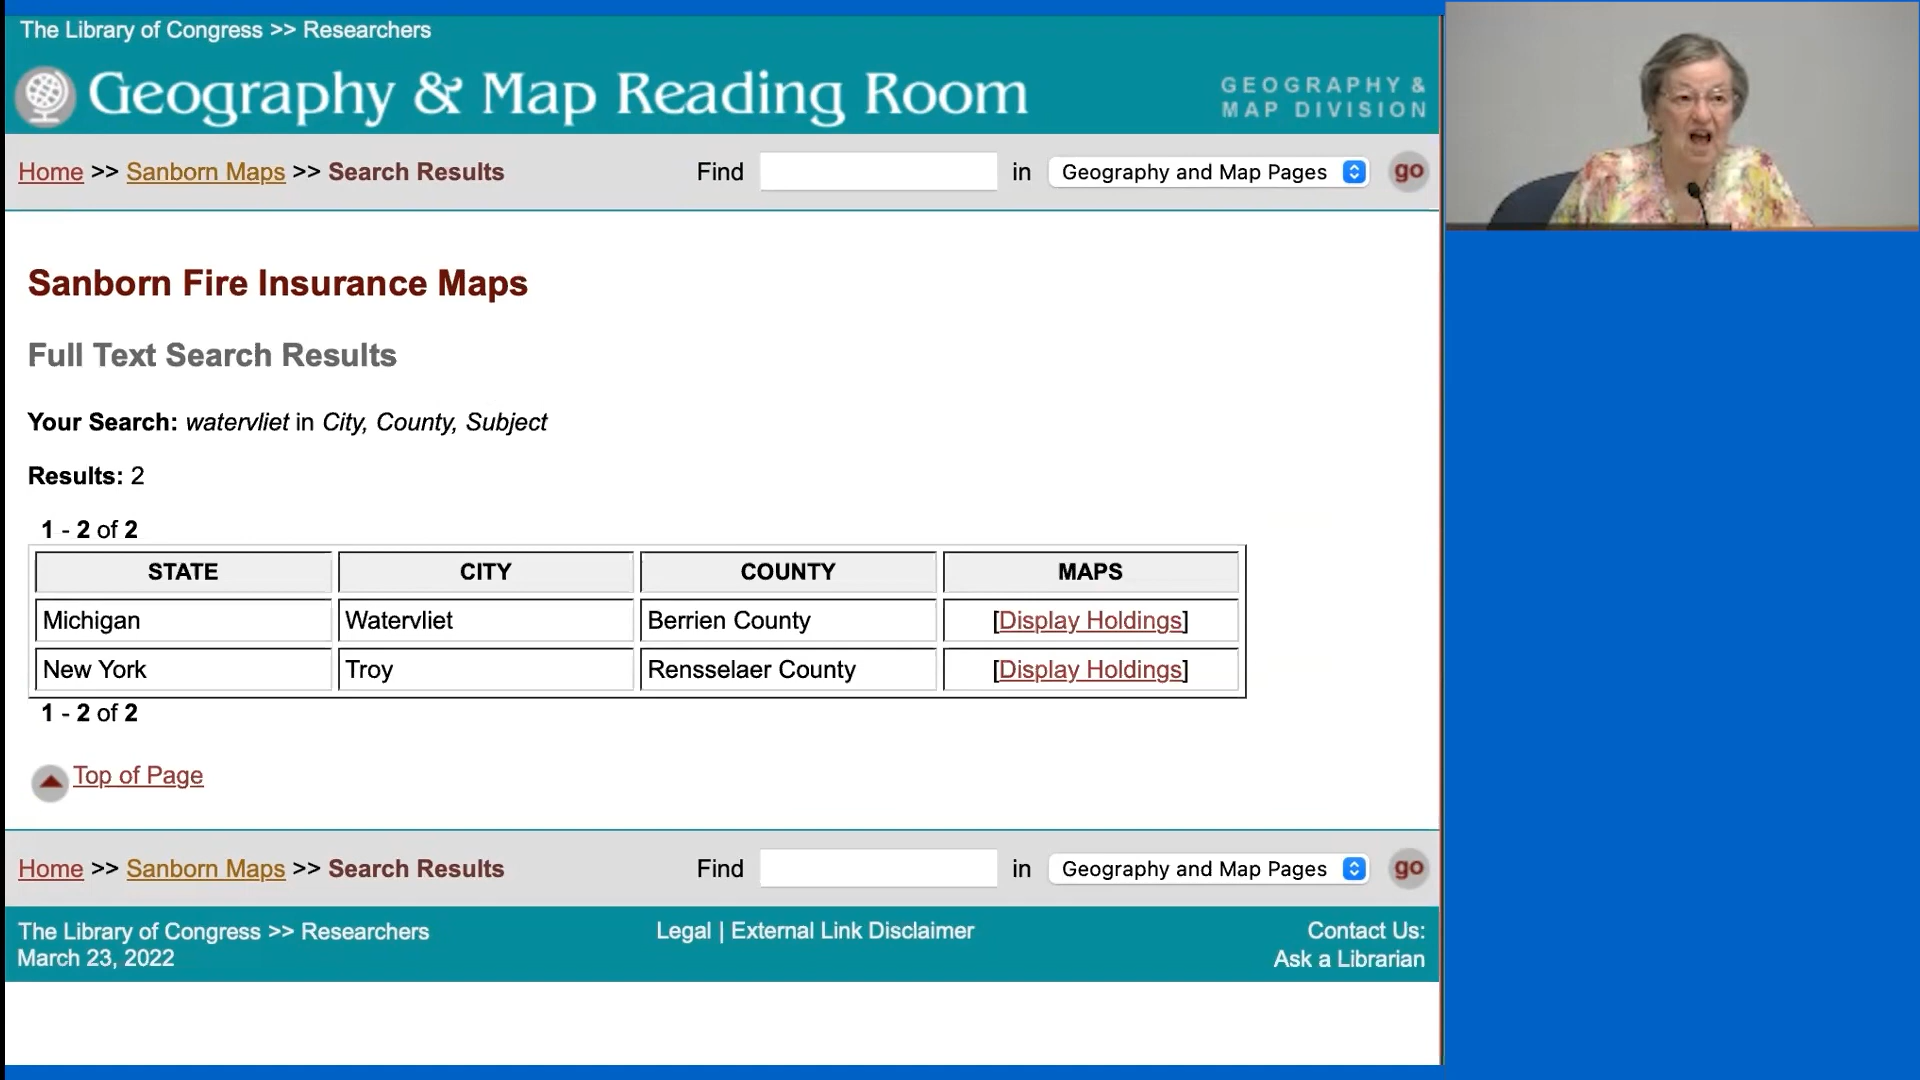 The Library of Congress >> Researchers
Geography & Map Reading Room
GEOGRAPHY &
MAP DIVISION
Home >> Sanborn Maps >> Search Results Find in Geography and Map Pages go
Sanborn Fire Insurance Maps
Full Text Search Results
Your Search: watervliet in City, County, Subject
Results: 2
1 - 2 of 2
STATE CITY COUNTY MAPS
Michigan Watervliet Berrien County [Display Holdings]
New York Troy Rensselaer County [Display Holdings]
1 - 2 of 2
Top of Page
Home >> Sanborn Maps >> Search Results Find in Geography and Map Pages go
The Library of Congress >> Researchers Legal | External Link Disclaimer Contact Us:
March 23, 2022 Ask a Librarian